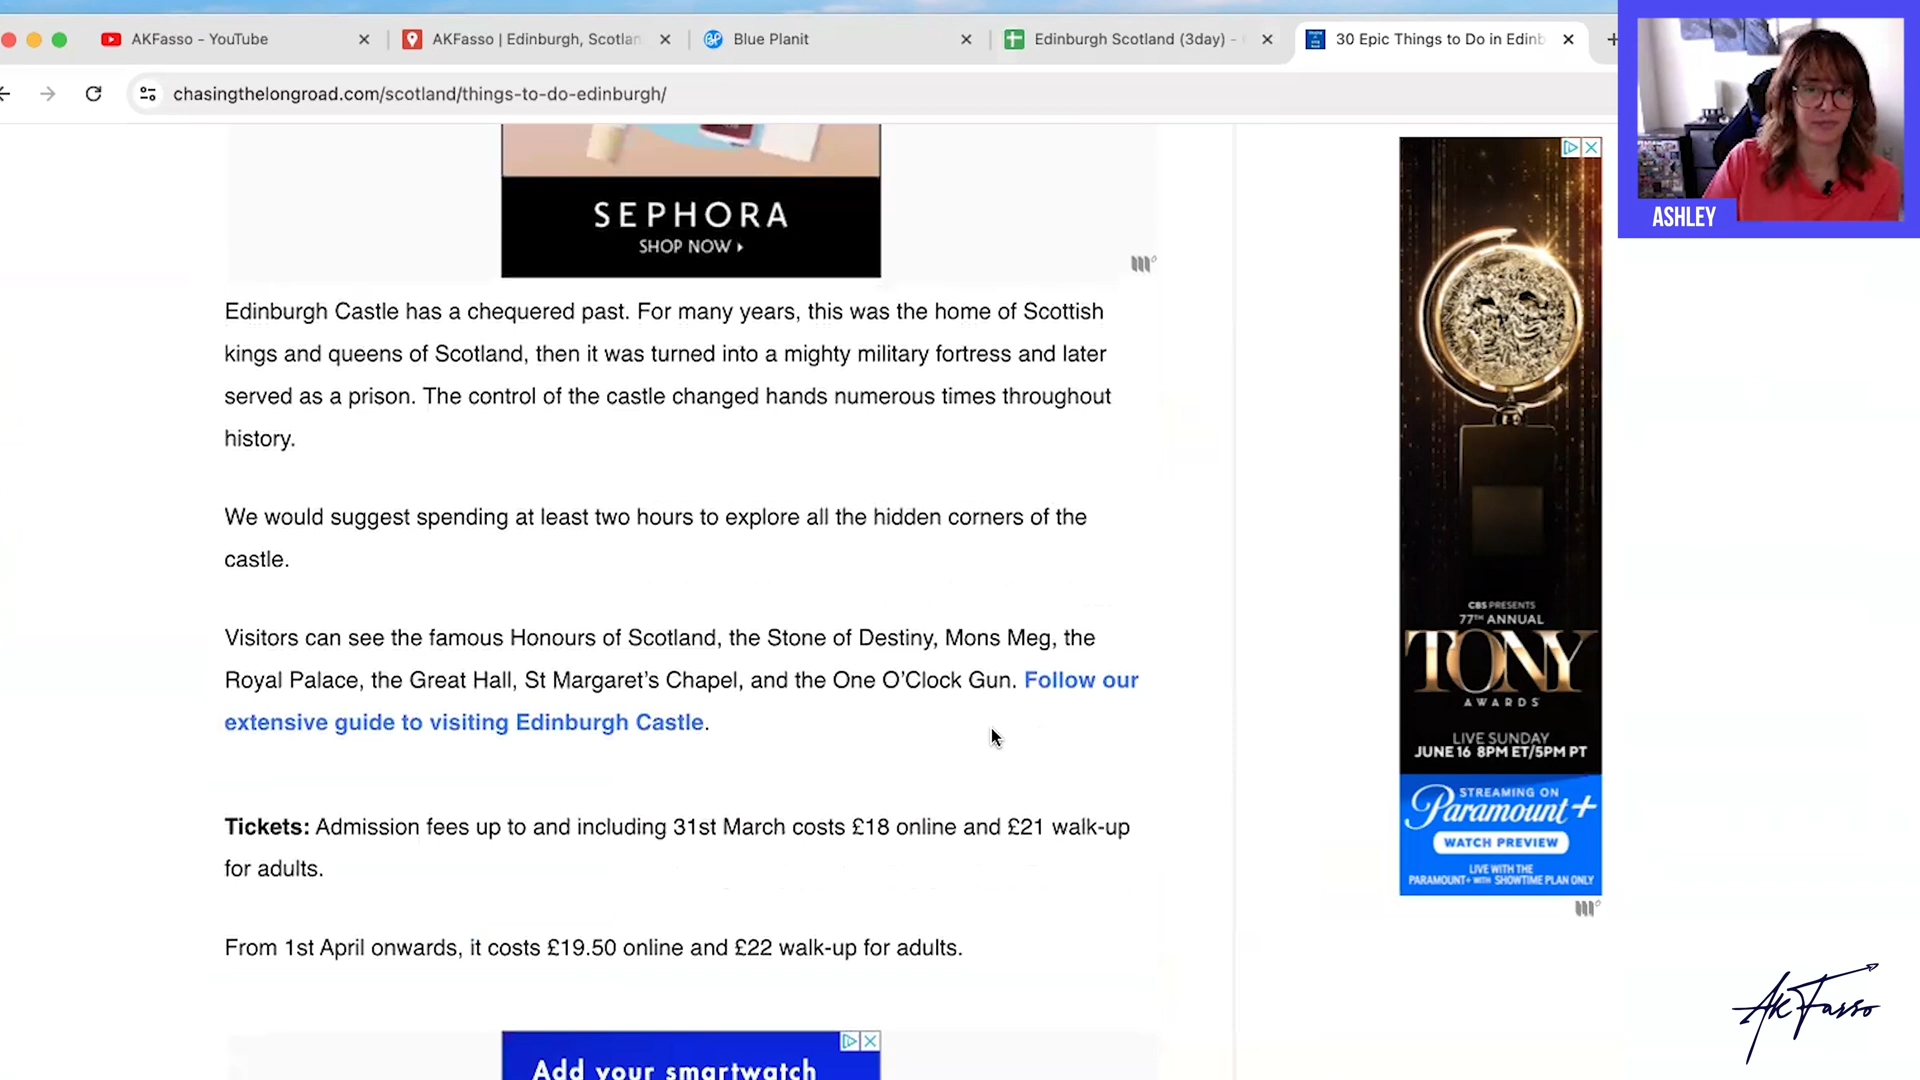 AKFasso - YouTube
AKFasso | Edinburgh, Scotlan
Blue Planit
Edinburgh Scotland (3day) -
30 Epic Things to Do in Edinb
chasingthelongroad.com/scotland/things-to-do-edinburgh/
ASHLEY
SEPHORA
SHOP NOW
Edinburgh Castle has a chequered past. For many years, this was the home of Scottish
kings and queens of Scotland, then it was turned into a mighty military fortress and later
served as a prison. The control of the castle changed hands numerous times throughout
history.
We would suggest spending at least two hours to explore all the hidden corners of the
castle.
Visitors can see the famous Honours of Scotland, the Stone of Destiny, Mons Meg, the
Royal Palace, the Great Hall, St Margaret’s Chapel, and the One O’Clock Gun. Follow our
extensive guide to visiting Edinburgh Castle.
Tickets: Admission fees up to and including 31st March costs £18 online and £21 walk-up
for adults.
From 1st April onwards, it costs £19.50 online and £22 walk-up for adults.
Add your smartwatch
CBS PRESENTS
77TH ANNUAL
TONY
AWARDS
LIVE SUNDAY
JUNE 16 8PM ET/5PM PT
STREAMING ON
Paramount+
WATCH PREVIEW
LIVE WITH THE
PARAMOUNT+ WITH SHOWTIME PLAN ONLY
AkFasso